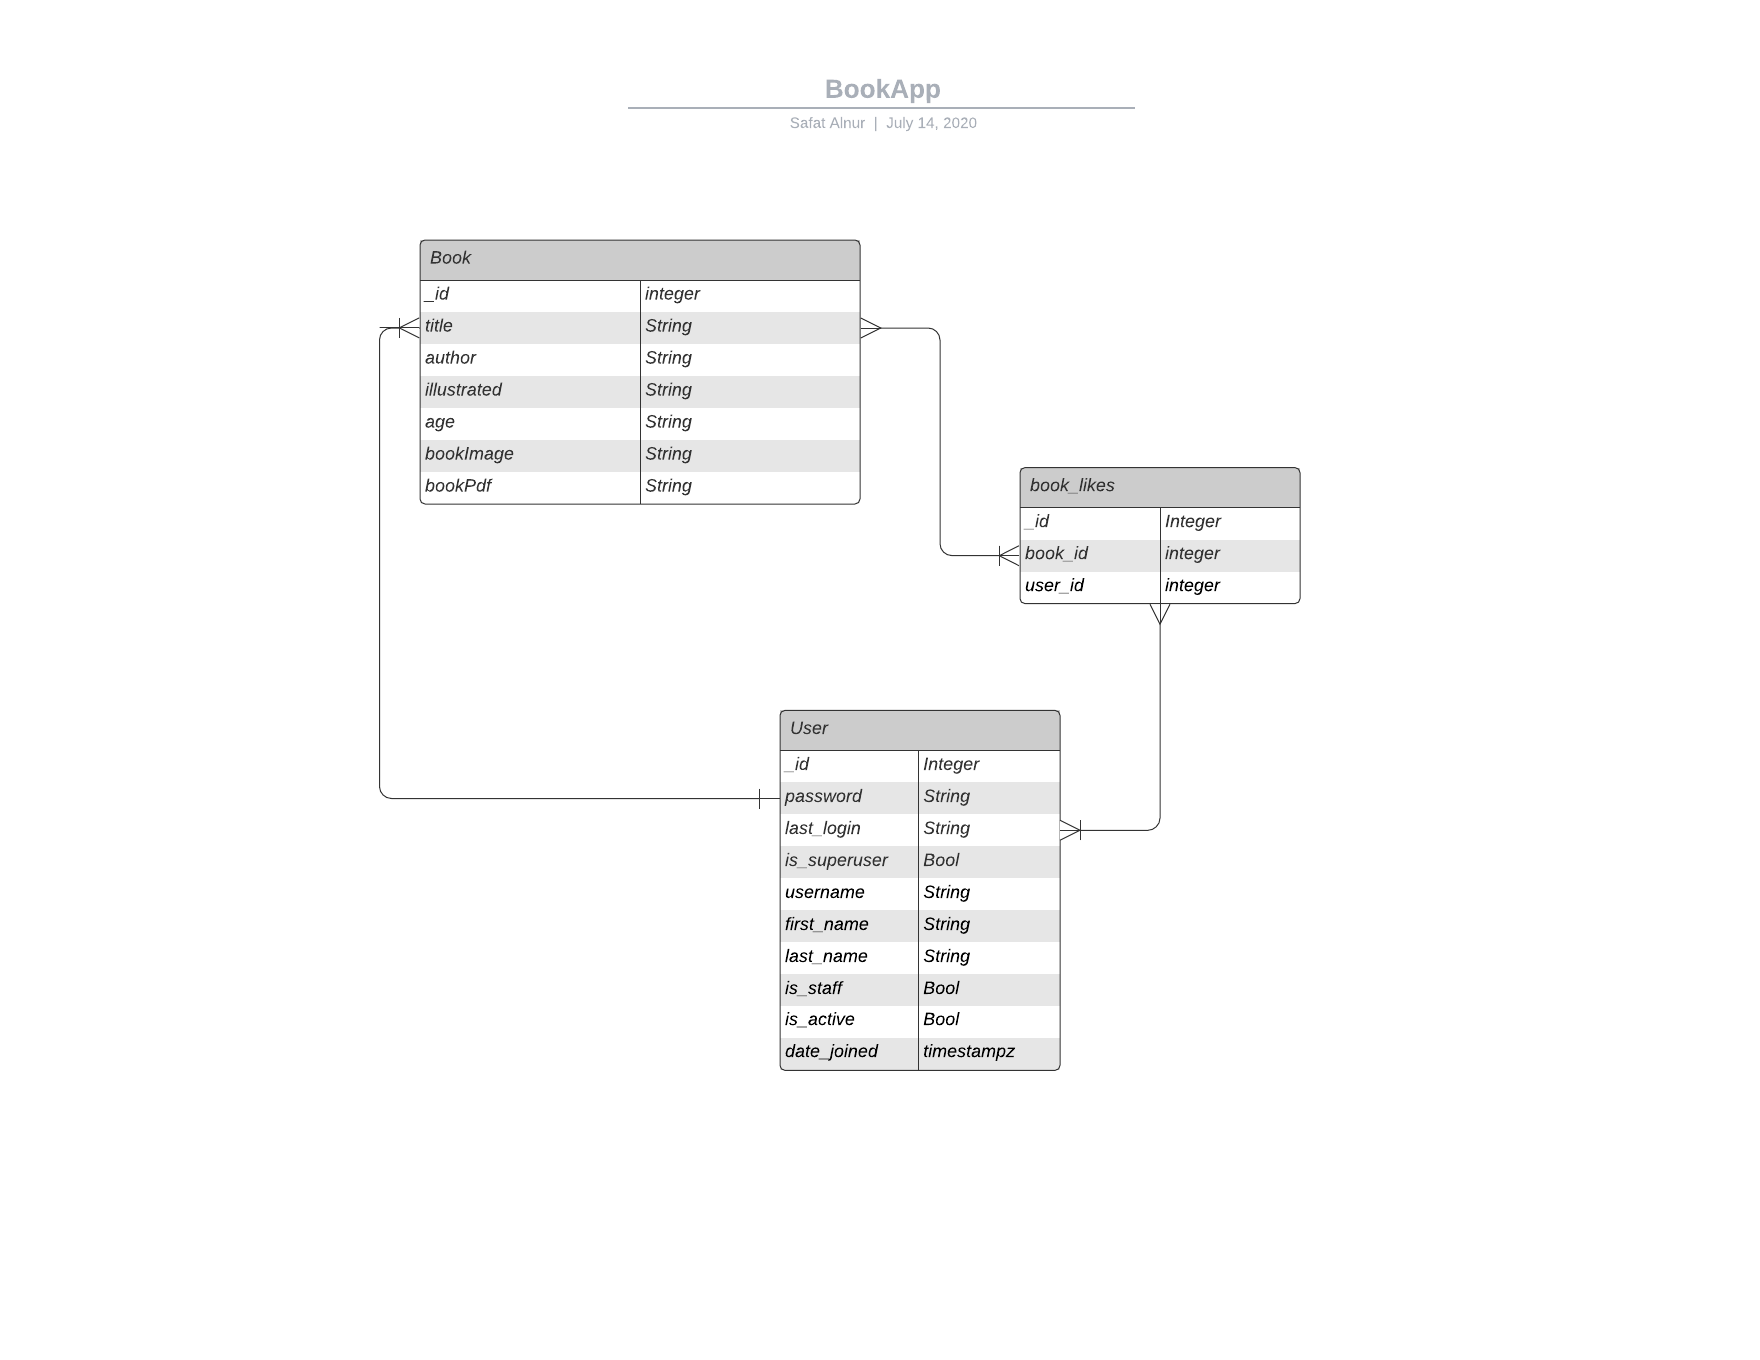 BookApp
Safat Alnur | July 14, 2020
Book
_id integer
title String
author String
illustrated String
age String
bookImage String
bookPdf String
book_likes
_id Integer
book_id integer
user_id integer
User
_id Integer
password String
last_login String
is_superuser Bool
username String
first_name String
last_name String
is_staff Bool
is_active Bool
date_joined timestampz